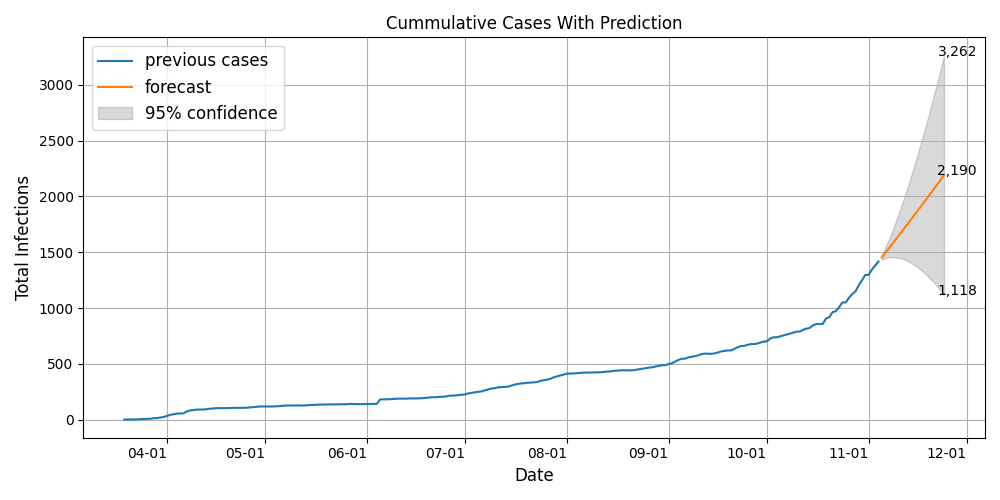 Cummulative Cases With Prediction
previous cases
forecast
95% confidence
3,262
2,190
1,118
Total Infections
3000
2500
2000
1500
1000
500
0
04-01 05-01 06-01 07-01 08-01 09-01 10-01 11-01 12-01
Date